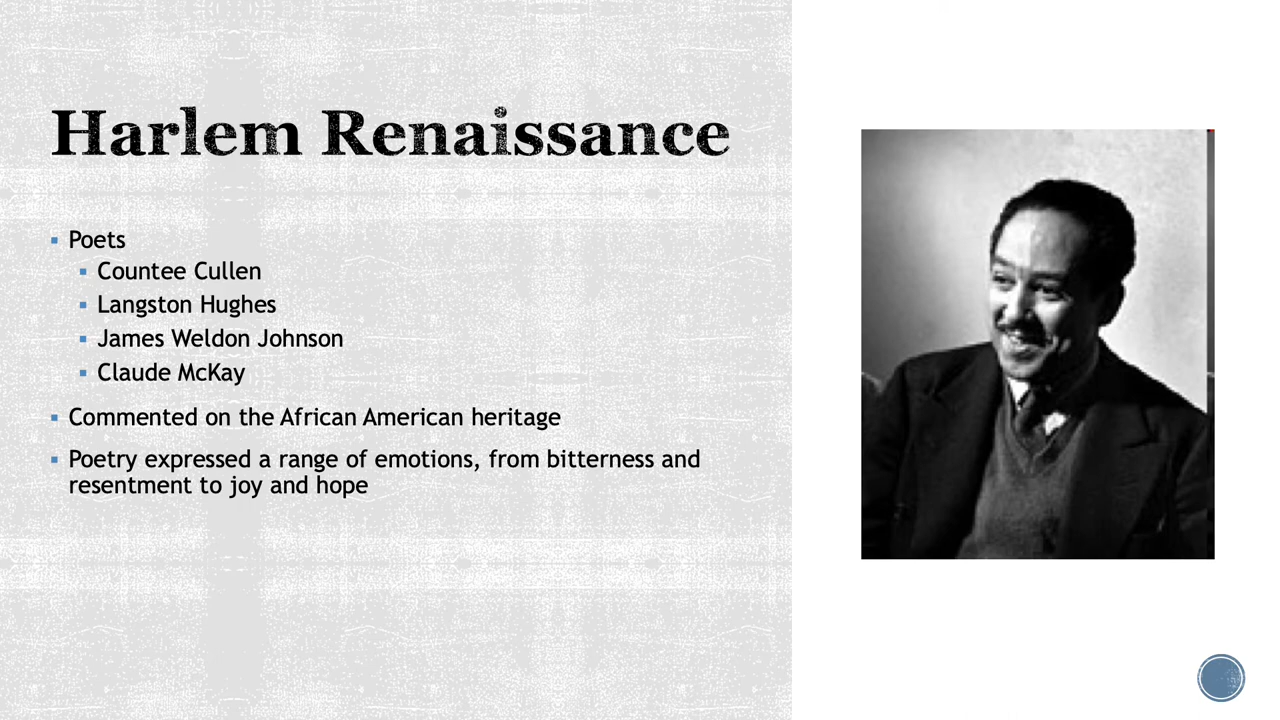 Harlem Renaissance
Poets
Countee Cullen
Langston Hughes
James Weldon Johnson
Claude McKay
Commented on the African American heritage
Poetry expressed a range of emotions, from bitterness and
resentment to joy and hope